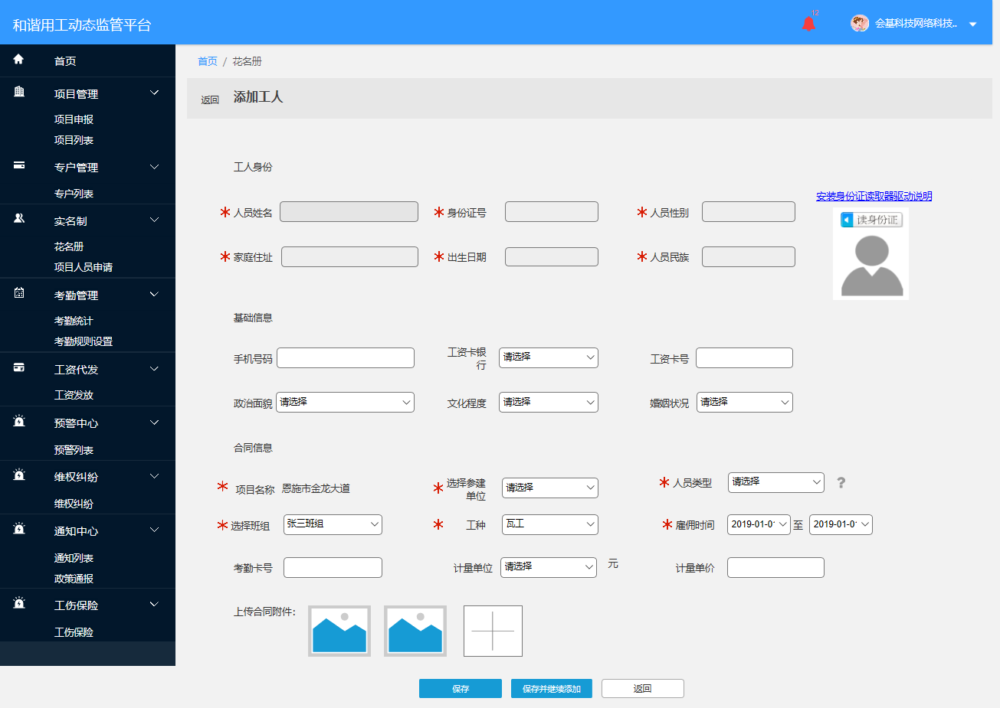 和谐用工动态监管平台
12
会基科技网络科技..
首页
项目管理
项目申报
项目列表
专户管理
专户列表
实名制
花名册
项目人员申请
考勤管理
考勤统计
考勤规则设置
工资代发
工资发放
预警中心
预警列表
维权纠纷
维权纠纷
通知中心
通知列表
政策通报
工伤保险
工伤保险
首页 / 花名册
返回 添加工人
工人身份
安装身份证读取器驱动说明
读身份证
人员姓名 身份证号 人员性别
家庭住址 出生日期 人员民族
基础信息
手机号码 工资卡银行 请选择 工资卡号
政治面貌 请选择 文化程度 请选择 婚姻状况 请选择
合同信息
项目名称 恩施市金龙大道 选择参建单位 请选择 人员类型 请选择 ?
选择班组 张三班组 工种 瓦工 雇佣时间 2019-01-0 至 2019-01-0
考勤卡号 计量单位 请选择 元 计量单价
上传合同附件:
保存 保存并继续添加 返回